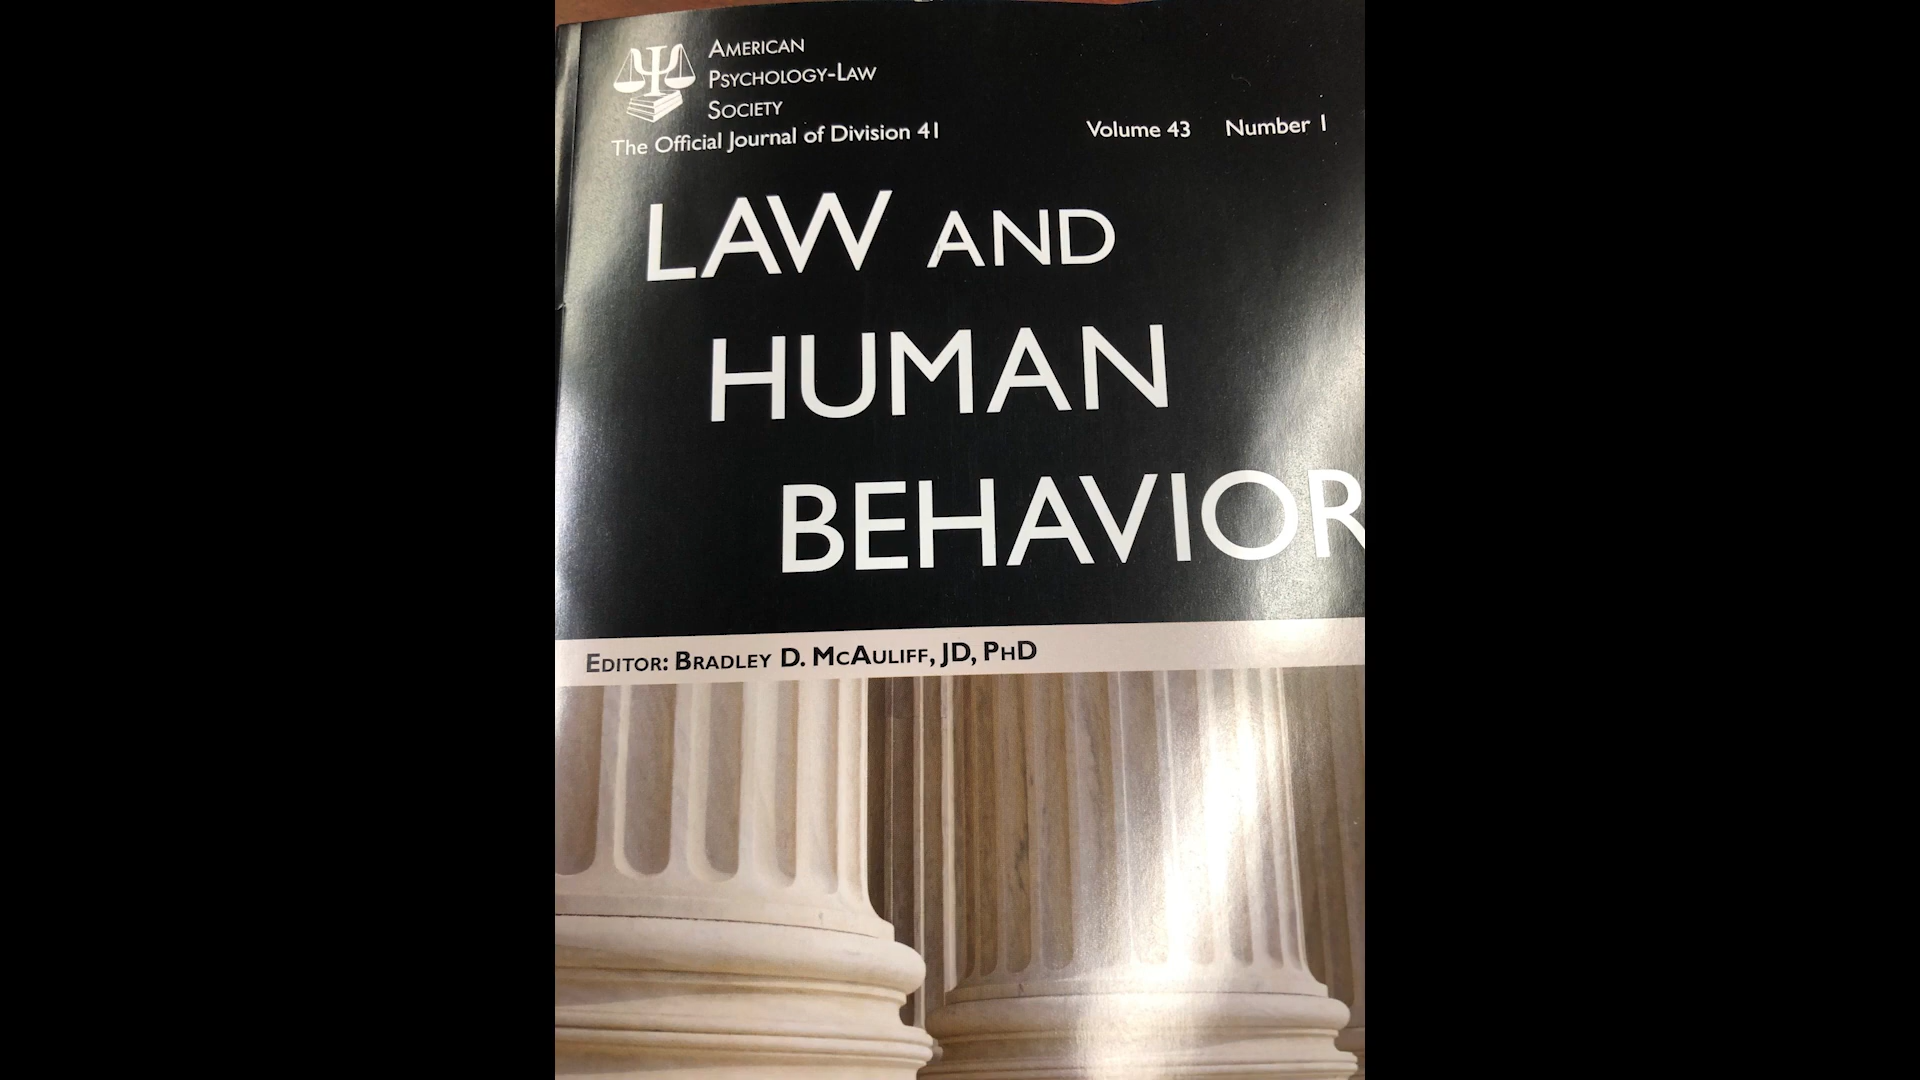 AMERICAN
PSYCHOLOGY-LAW
SOCIETY
The Official Journal of Division 41
Volume 43 Number 1
LAW AND
HUMAN
BEHAVIOR
EDITOR: BRADLEY D. MCAULIFF, JD, PHD